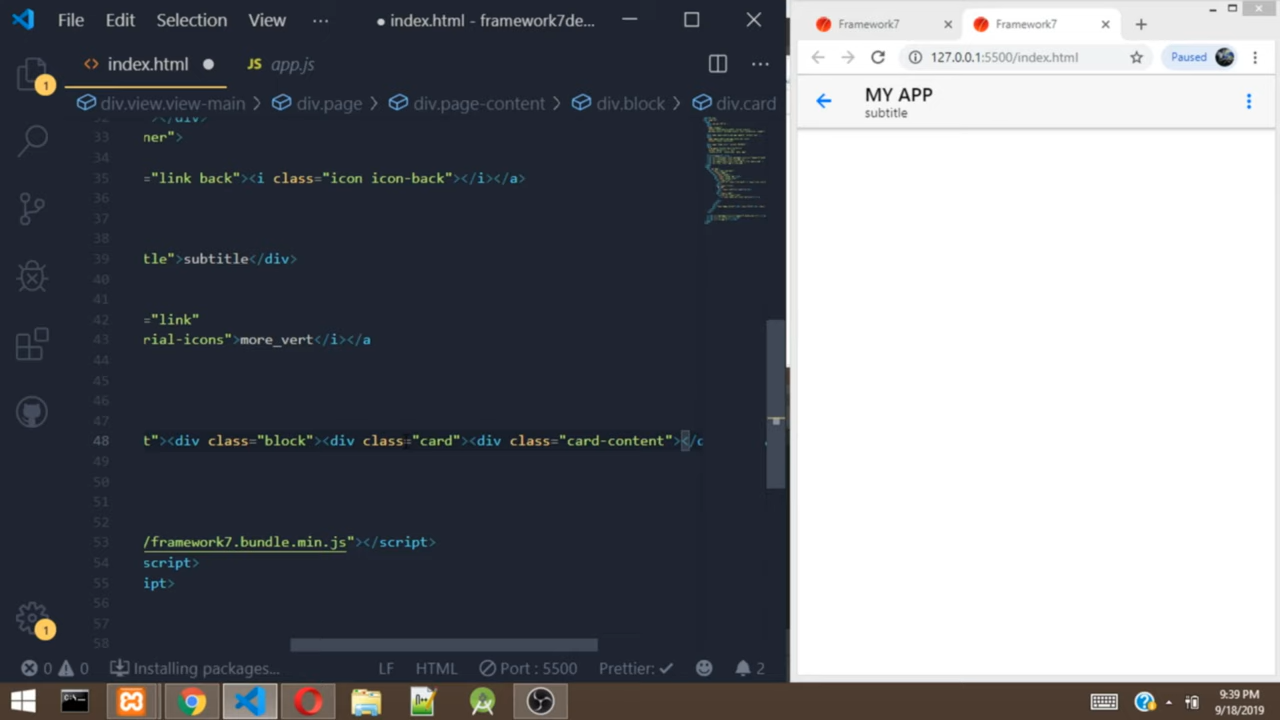 File Edit Selection View ··· ● index.html - framework7de...
<> index.html ● JS app.js ···
div.view.view-main > div.page > div.page-content > div.block > div.card
32 "></div>
33 ner">
34
35 ="link back"><i class="icon icon-back"></i></a>
36
37
38
39 tle">subtitle</div>
40
41
42 ="link"
43 rial-icons">more_vert</i></a
44
45
46
47
48 t"><div class="block"><div class="card"><div class="card-content"></
49
50
51
52
53 /framework7.bundle.min.js"></script>
54 script>
55 ipt>
56
57
58
1
1
0 0 Installing packages... LF HTML Port : 5500 Prettier: ✓ 2
Framework7 Framework7
127.0.0.1:5500/index.html Paused
MY APP
subtitle
9:39 PM
9/18/2019